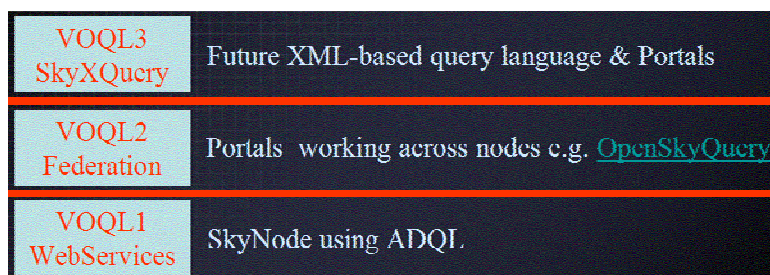 VOQL3
SkyXQuery
Future XML-based query language & Portals
VOQL2
Federation
Portals working across nodes e.g. OpenSkyQuery
VOQL1
WebServices
SkyNode using ADQL